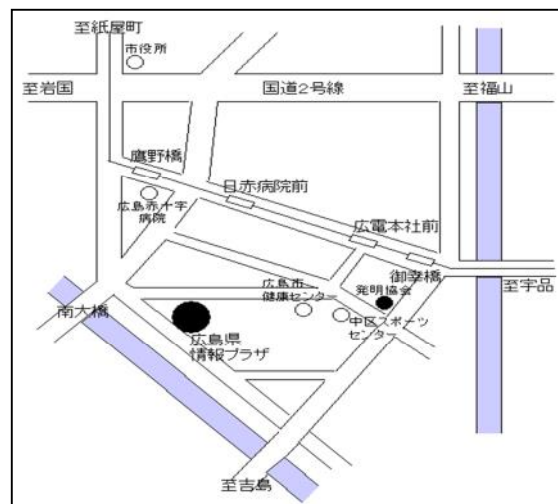 至紙屋町
市役所
至岩国
国道2号線
至福山
鷹野橋
日赤病院前
広島赤十字
病院
広電本社前
御幸橋
至宇品
広島市
健康センター
発明協会
南大橋
広島県
情報プラザ
中区スポーツ
センター
至吉島